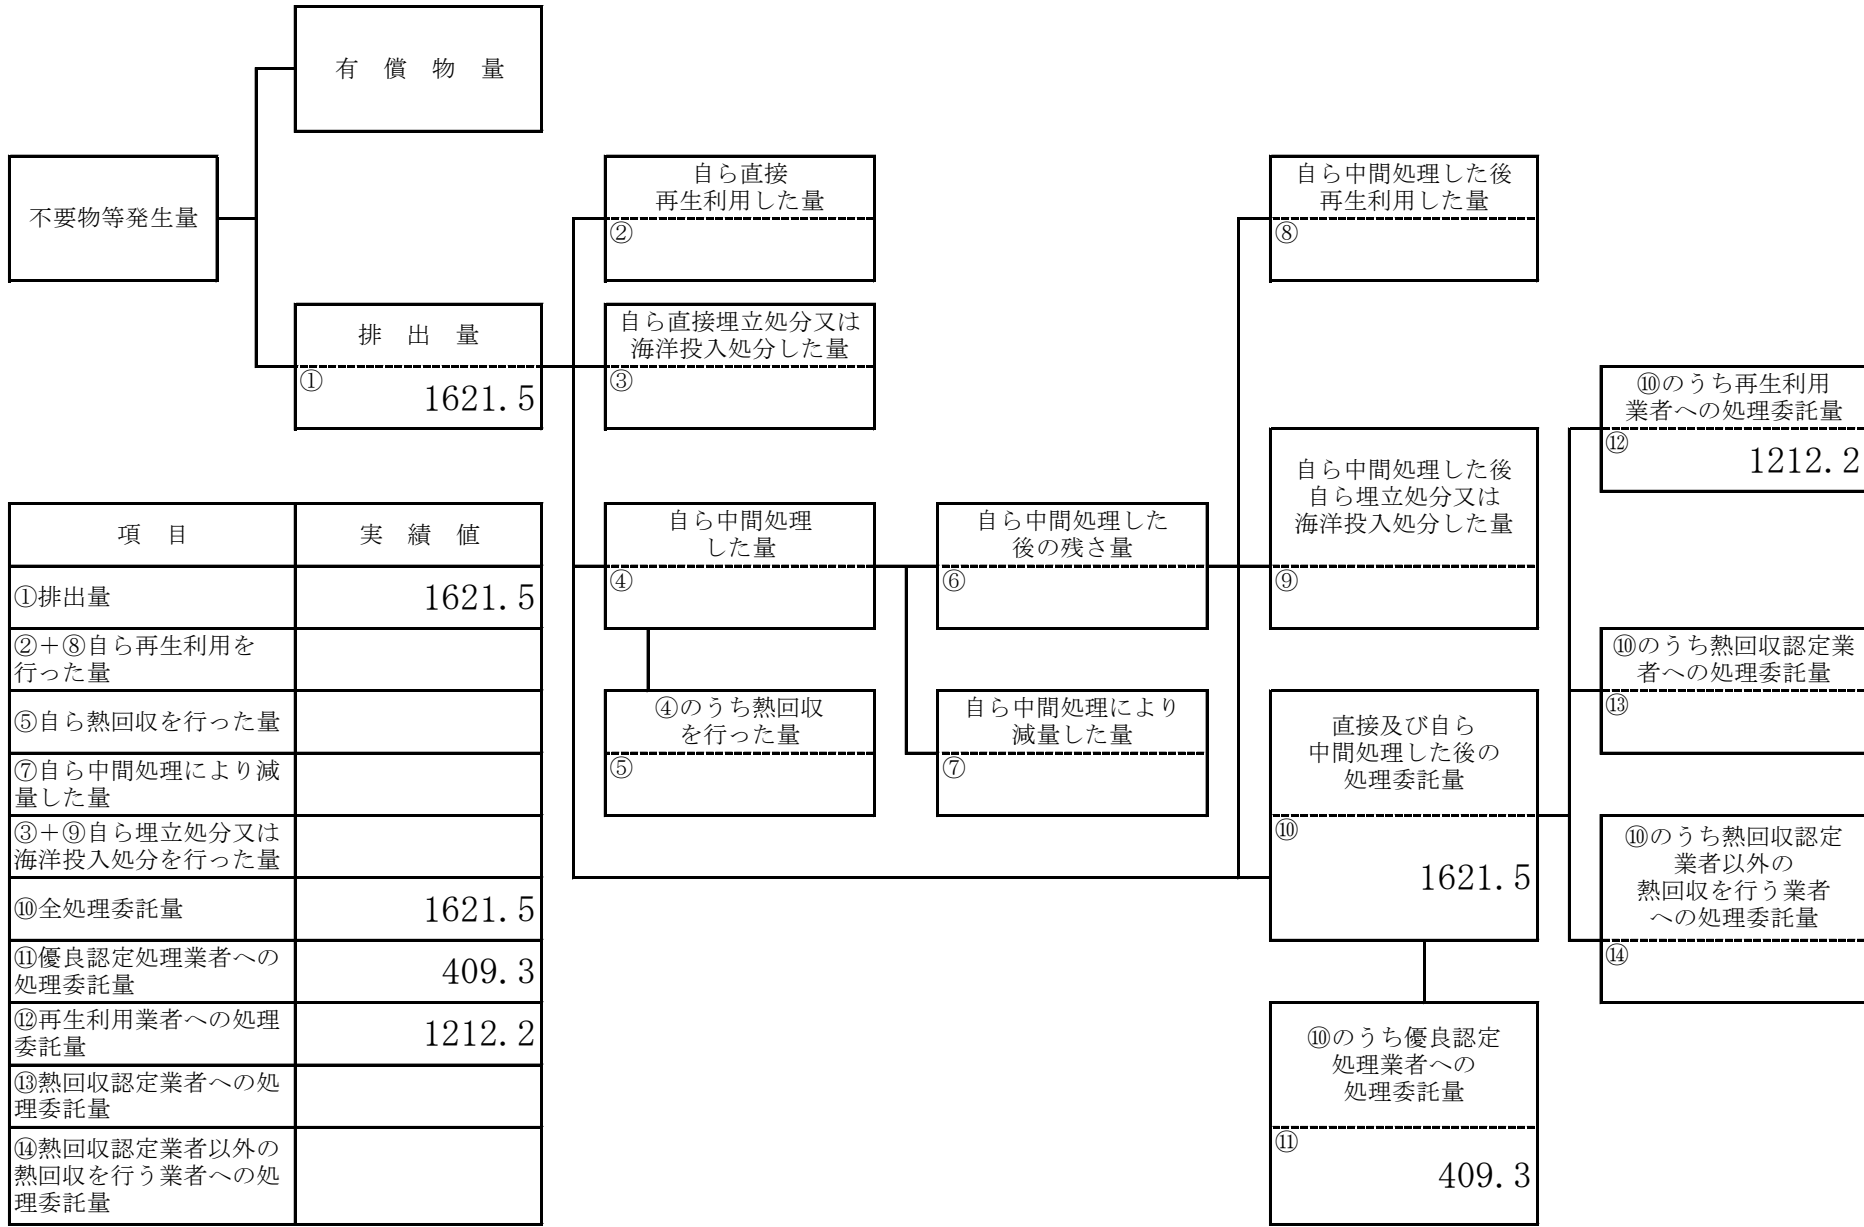 有 償 物 量
不要物等発生量
排 出 量
①
1621.5
自ら直接
再生利用した量
②
自ら直接埋立処分又は
海洋投入処分した量
③
自ら中間処理
した量
④
④のうち熱回収
を行った量
⑤
自ら中間処理した
後の残さ量
⑥
自ら中間処理により
減量した量
⑦
自ら中間処理した後
再生利用した量
⑧
自ら中間処理した後
自ら埋立処分又は
海洋投入処分した量
⑨
直接及び自ら
中間処理した後の
処理委託量
⑩
1621.5
⑩のうち優良認定
処理業者への
処理委託量
⑪
409.3
⑩のうち再生利用
業者への処理委託量
⑫
1212.2
⑩のうち熱回収認定業
者への処理委託量
⑬
⑩のうち熱回収認定
業者以外の
熱回収を行う業者
への処理委託量
⑭
項 目 実 績 値
①排出量 1621.5
②+⑧自ら再生利用を
行った量
⑤自ら熱回収を行った量
⑦自ら中間処理により減
量した量
③+⑨自ら埋立処分又は
海洋投入処分を行った量
⑩全処理委託量 1621.5
⑪優良認定処理業者への
処理委託量 409.3
⑫再生利用業者への処理
委託量 1212.2
⑬熱回収認定業者への処
理委託量
⑭熱回収認定業者以外の
熱回収を行う業者への処
理委託量